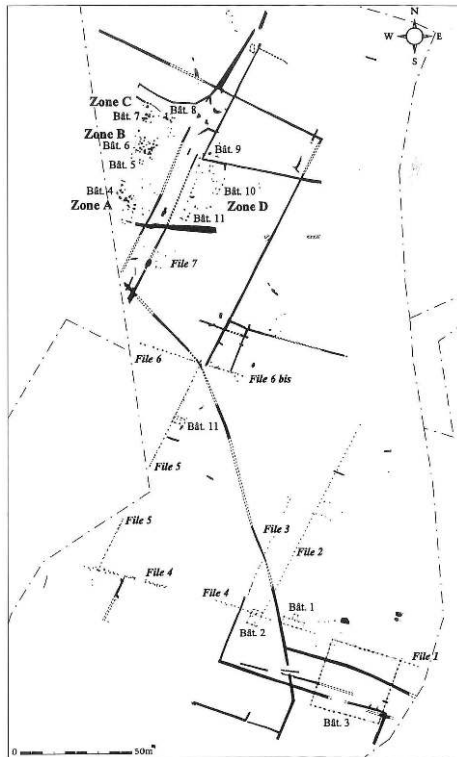 N
W E
S
Zone C
Bât. 8
Bât. 7
Zone B
Bât. 6
Bât. 9
Bât. 5
Bât. 4
Bât. 10
Zone A
Zone D
Bât. 11
File 7
File 6
File 6 bis
Bât. 11
File 5
File 5
File 3
File 2
File 4
File 4
Bât. 1
Bât. 2
File 1
Bât. 3
0 50m